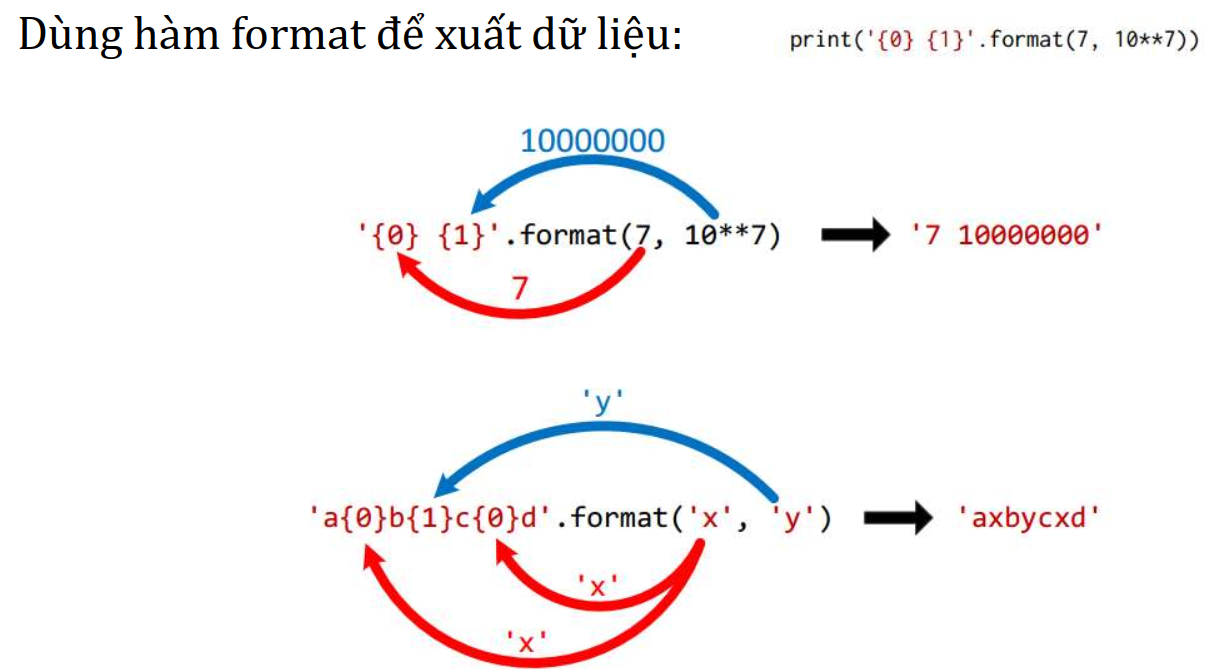 Dùng hàm format để xuất dữ liệu:
print('{0} {1}'.format(7, 10**7))
10000000
'{0} {1}'.format(7, 10**7)
'7 10000000'
7
'y'
'a{0}b{1}c{0}d'.format('x', 'y')
'axbycxd'
'x'
'x'